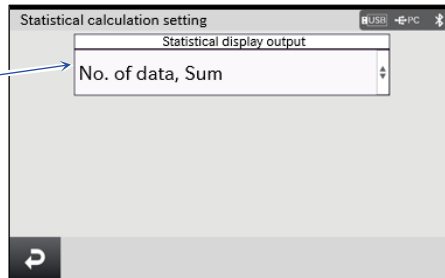 Statistical calculation setting
USB PC
Statistical display output
No. of data, Sum